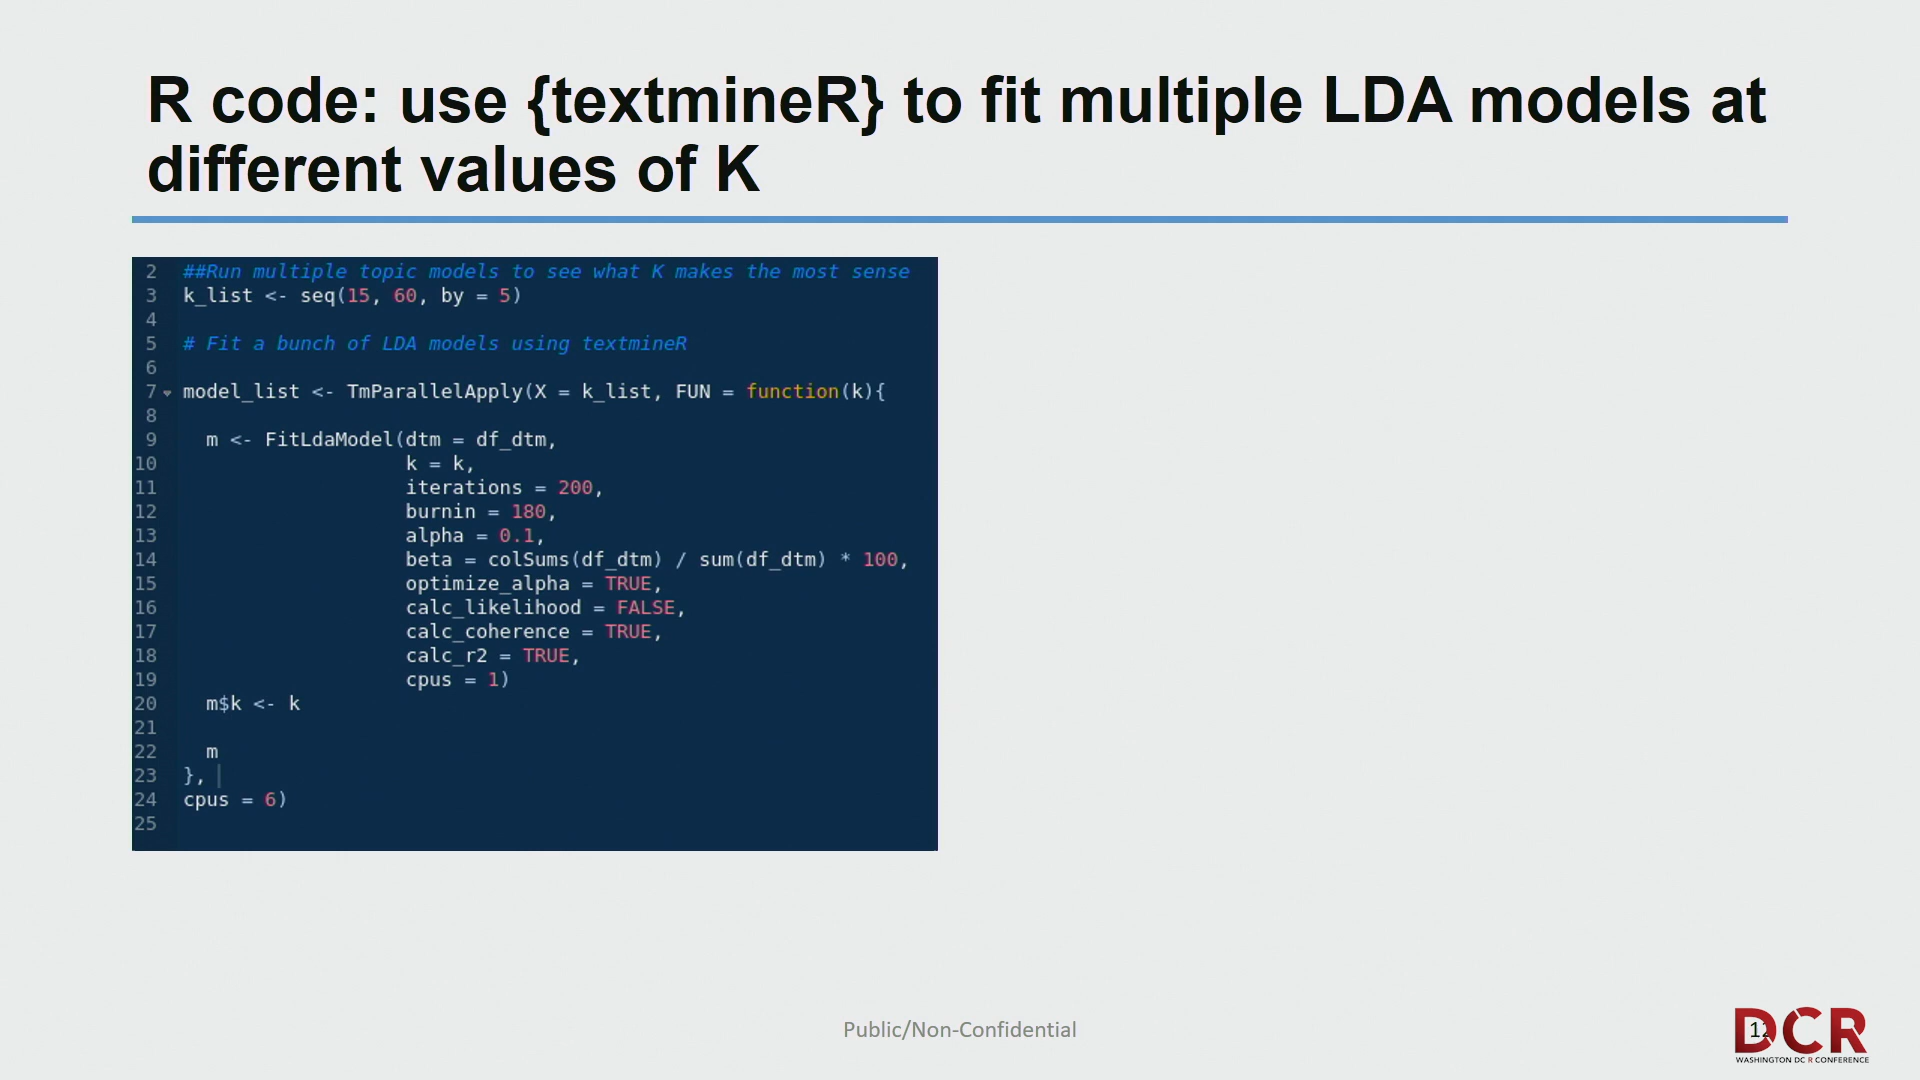 R code: use {textmineR} to fit multiple LDA models at
different values of K
2 ##Run multiple topic models to see what K makes the most sense
3 k_list <- seq(15, 60, by = 5)
4
5 # Fit a bunch of LDA models using textmineR
6
7 model_list <- TmParallelApply(X = k_list, FUN = function(k){
8
9 m <- FitLdaModel(dtm = df_dtm,
10 k = k,
11 iterations = 200,
12 burnin = 180,
13 alpha = 0.1,
14 beta = colSums(df_dtm) / sum(df_dtm) * 100,
15 optimize_alpha = TRUE,
16 calc_likelihood = FALSE,
17 calc_coherence = TRUE,
18 calc_r2 = TRUE,
19 cpus = 1)
20 m$k <- k
21
22 m
23 },
24 cpus = 6)
25
Public/Non-Confidential
DCR
WASHINGTON DC R CONFERENCE